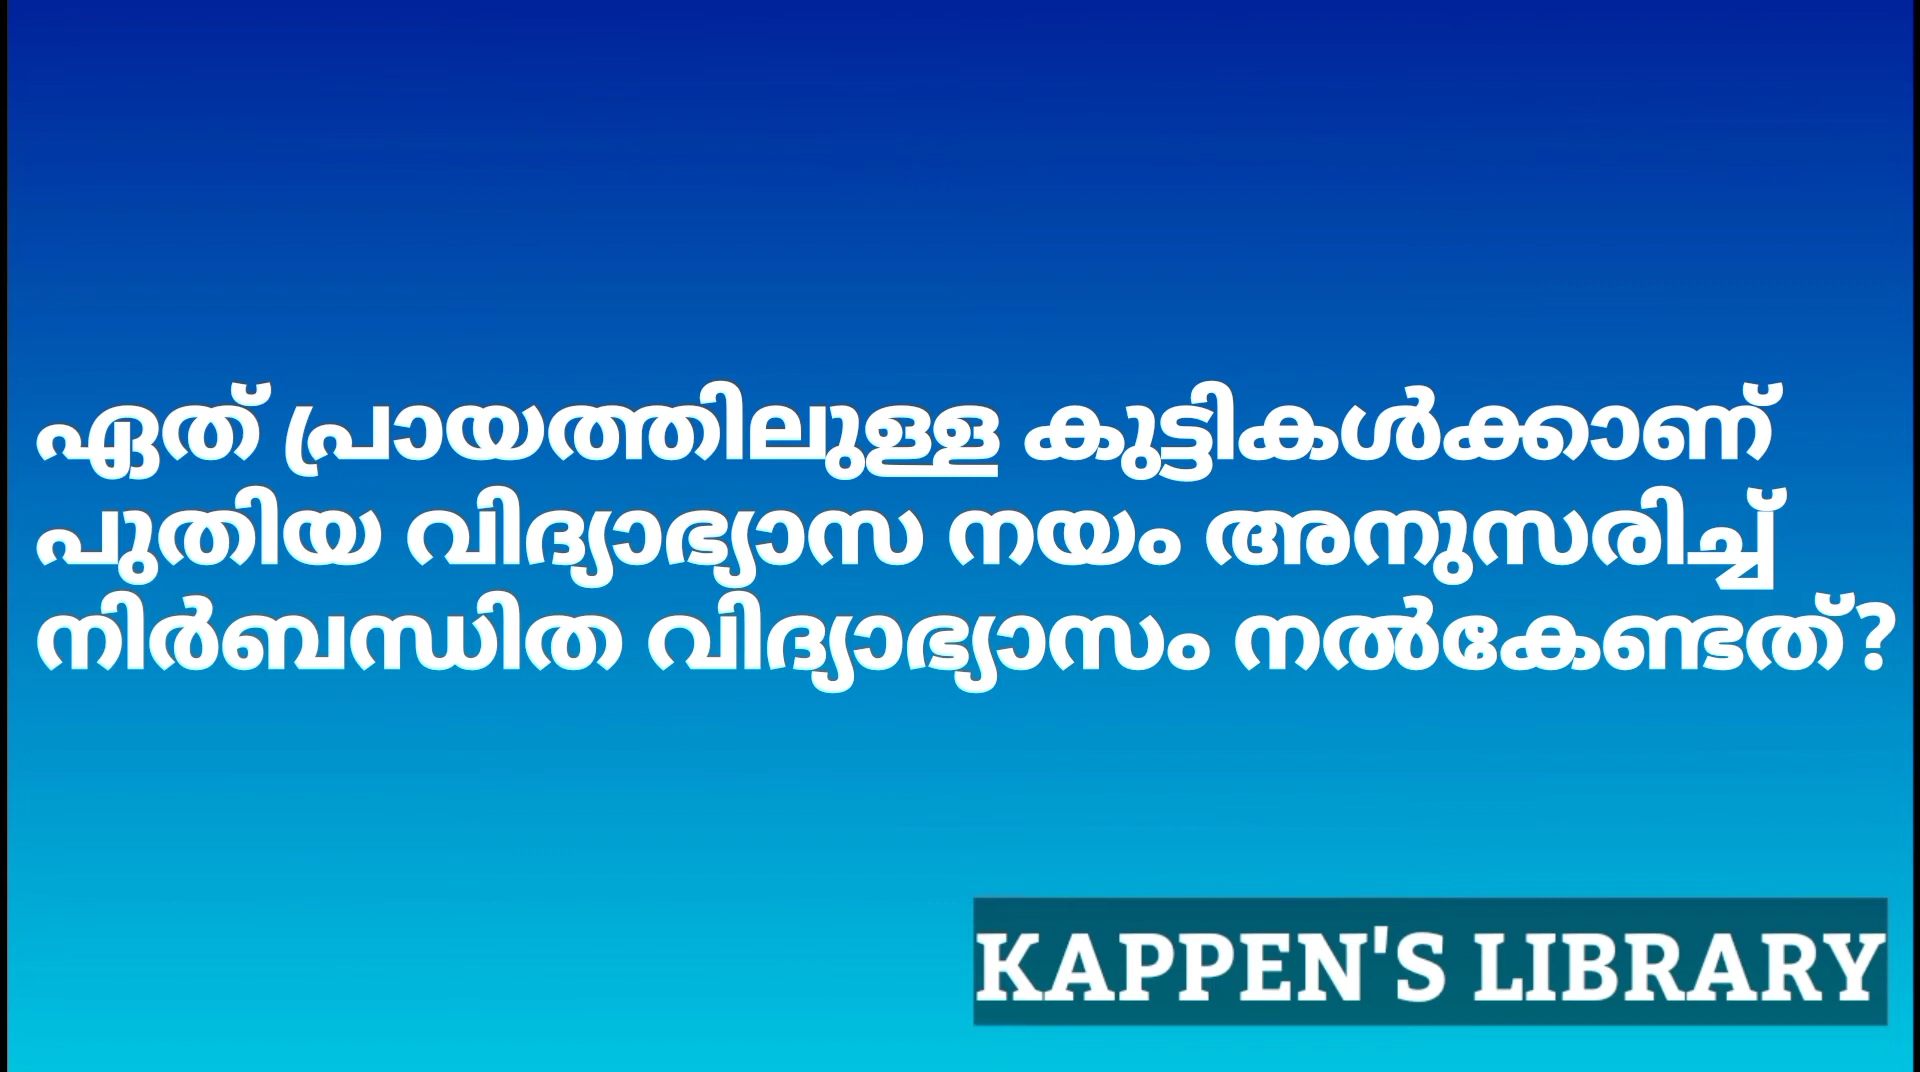 ഏത് പ്രായത്തിലുള്ള കുട്ടികൾക്കാണ്
പുതിയ വിദ്യാഭ്യാസ നയം അനുസരിച്ച്
നിർബന്ധിത വിദ്യാഭ്യാസം നൽകേണ്ടത്?
KAPPEN'S LIBRARY